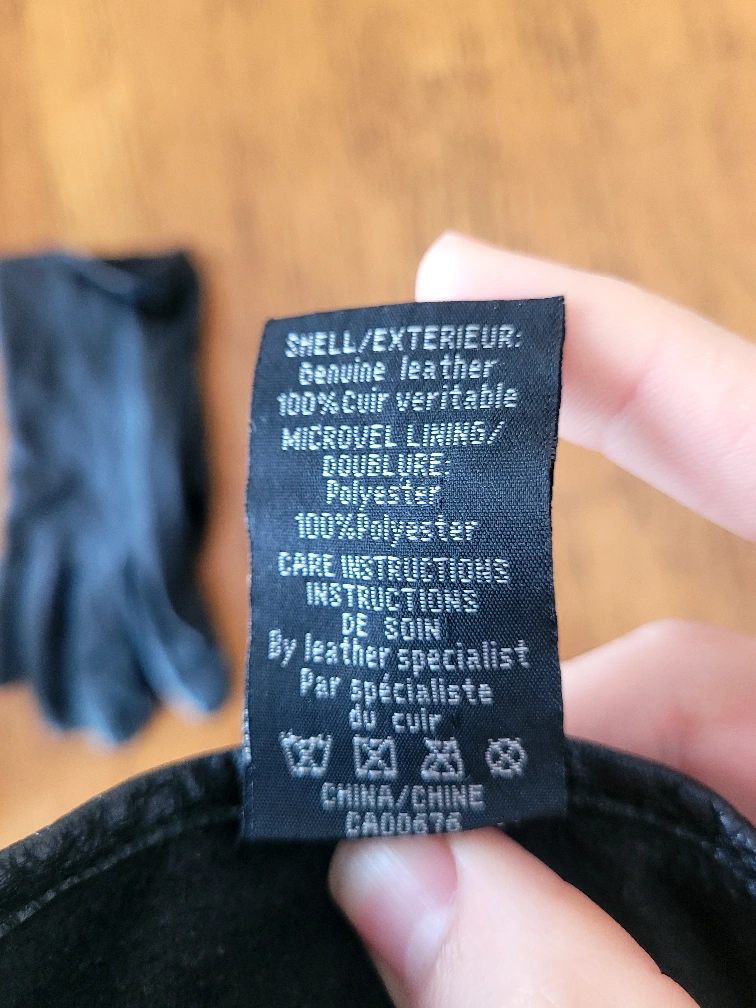 SHELL/EXTERIEUR:
Genuine leather
100%Cuir veritable
MICROVEL LINING/
DOUBLURE:
Polyester
100%Polyester
CARE INSTRUCTIONS
INSTRUCTIONS
DE SOIN
By leather specialist
Par spécialiste
du cuir
CHINA/CHINE
CA00676